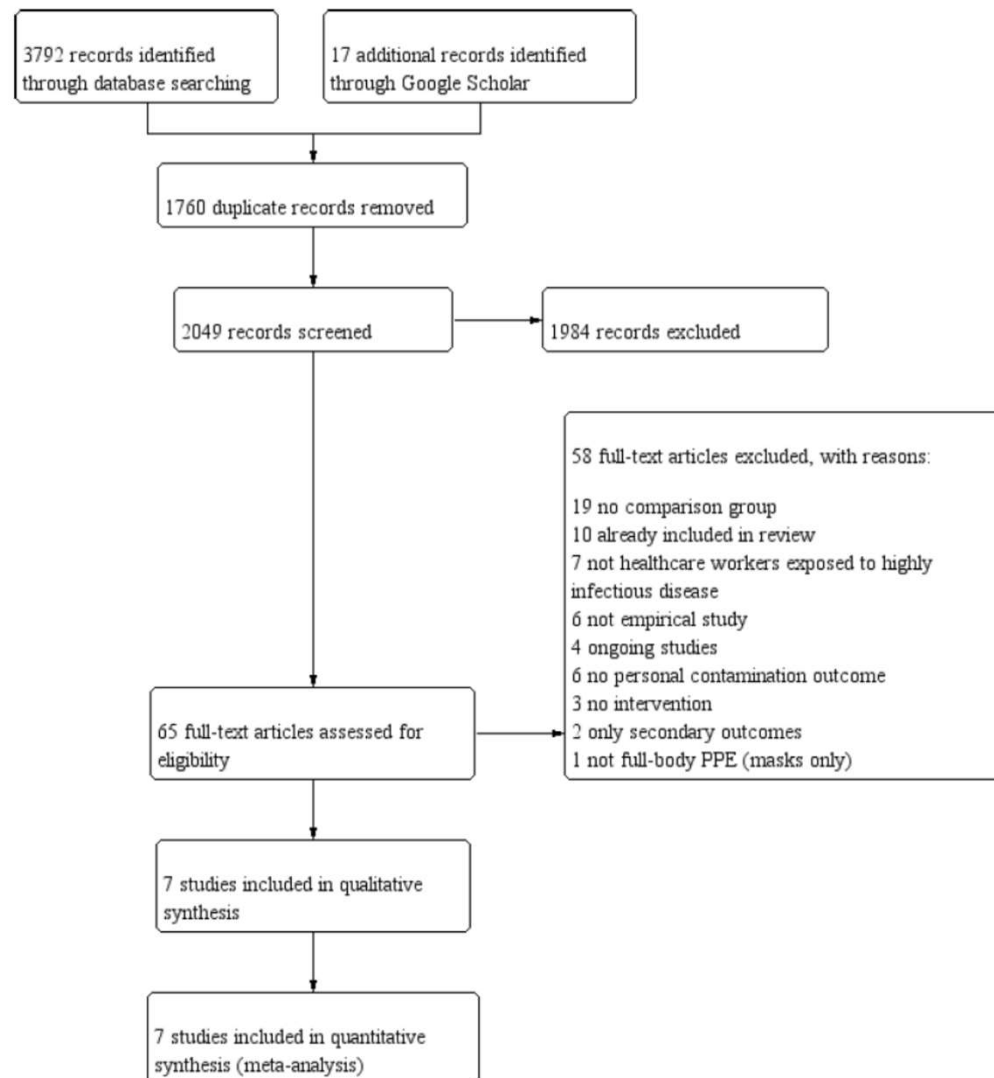 3792 records identified
through database searching
17 additional records identified
through Google Scholar
1760 duplicate records removed
2049 records screened
1984 records excluded
58 full-text articles excluded, with reasons:
19 no comparison group
10 already included in review
7 not healthcare workers exposed to highly
infectious disease
6 not empirical study
4 ongoing studies
6 no personal contamination outcome
3 no intervention
2 only secondary outcomes
1 not full-body PPE (masks only)
65 full-text articles assessed for
eligibility
7 studies included in qualitative
synthesis
7 studies included in quantitative
synthesis (meta-analysis)